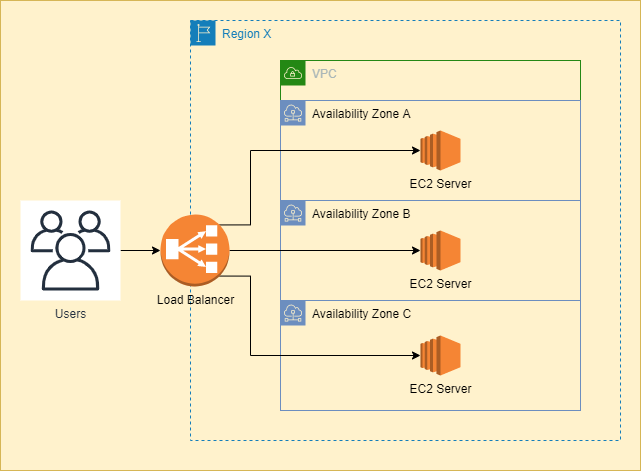 Region X
VPC
Availability Zone A
EC2 Server
Availability Zone B
EC2 Server
Users
Load Balancer
Availability Zone C
EC2 Server